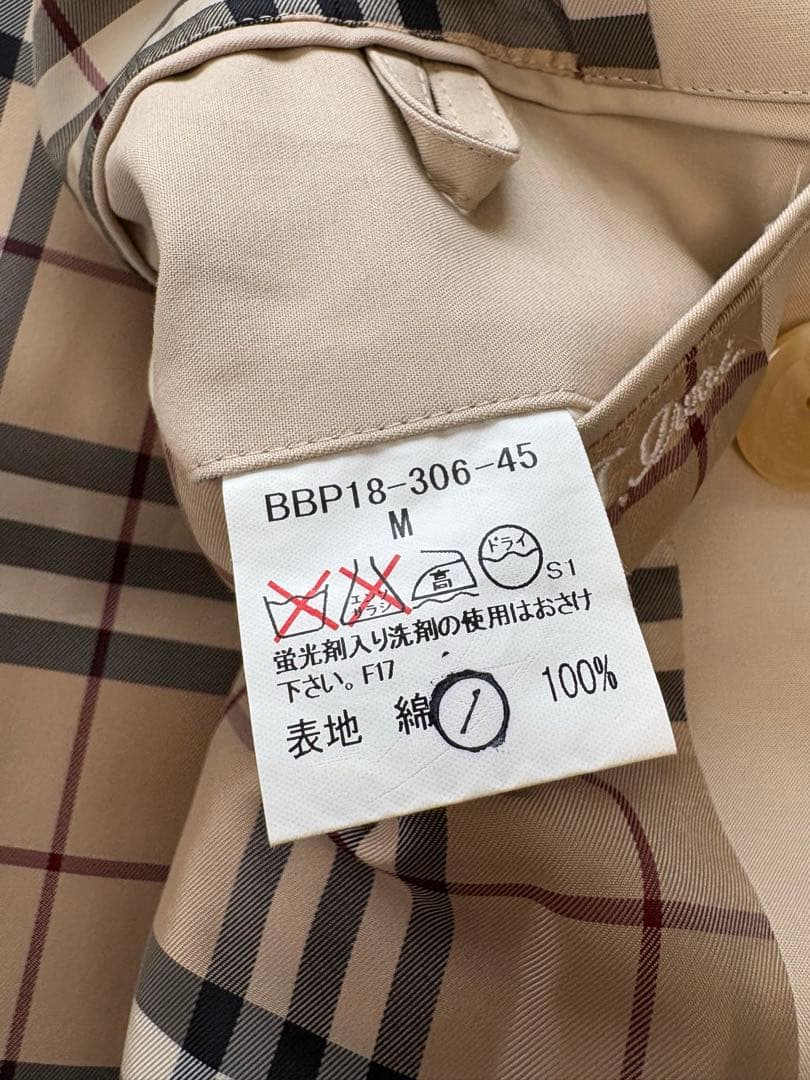 BBP18-306-45
M
エンソ
サラシ
高
ドライ
S1
蛍光剤入り洗剤の使用はおさけ
下さい。F17
表地 綿 100%